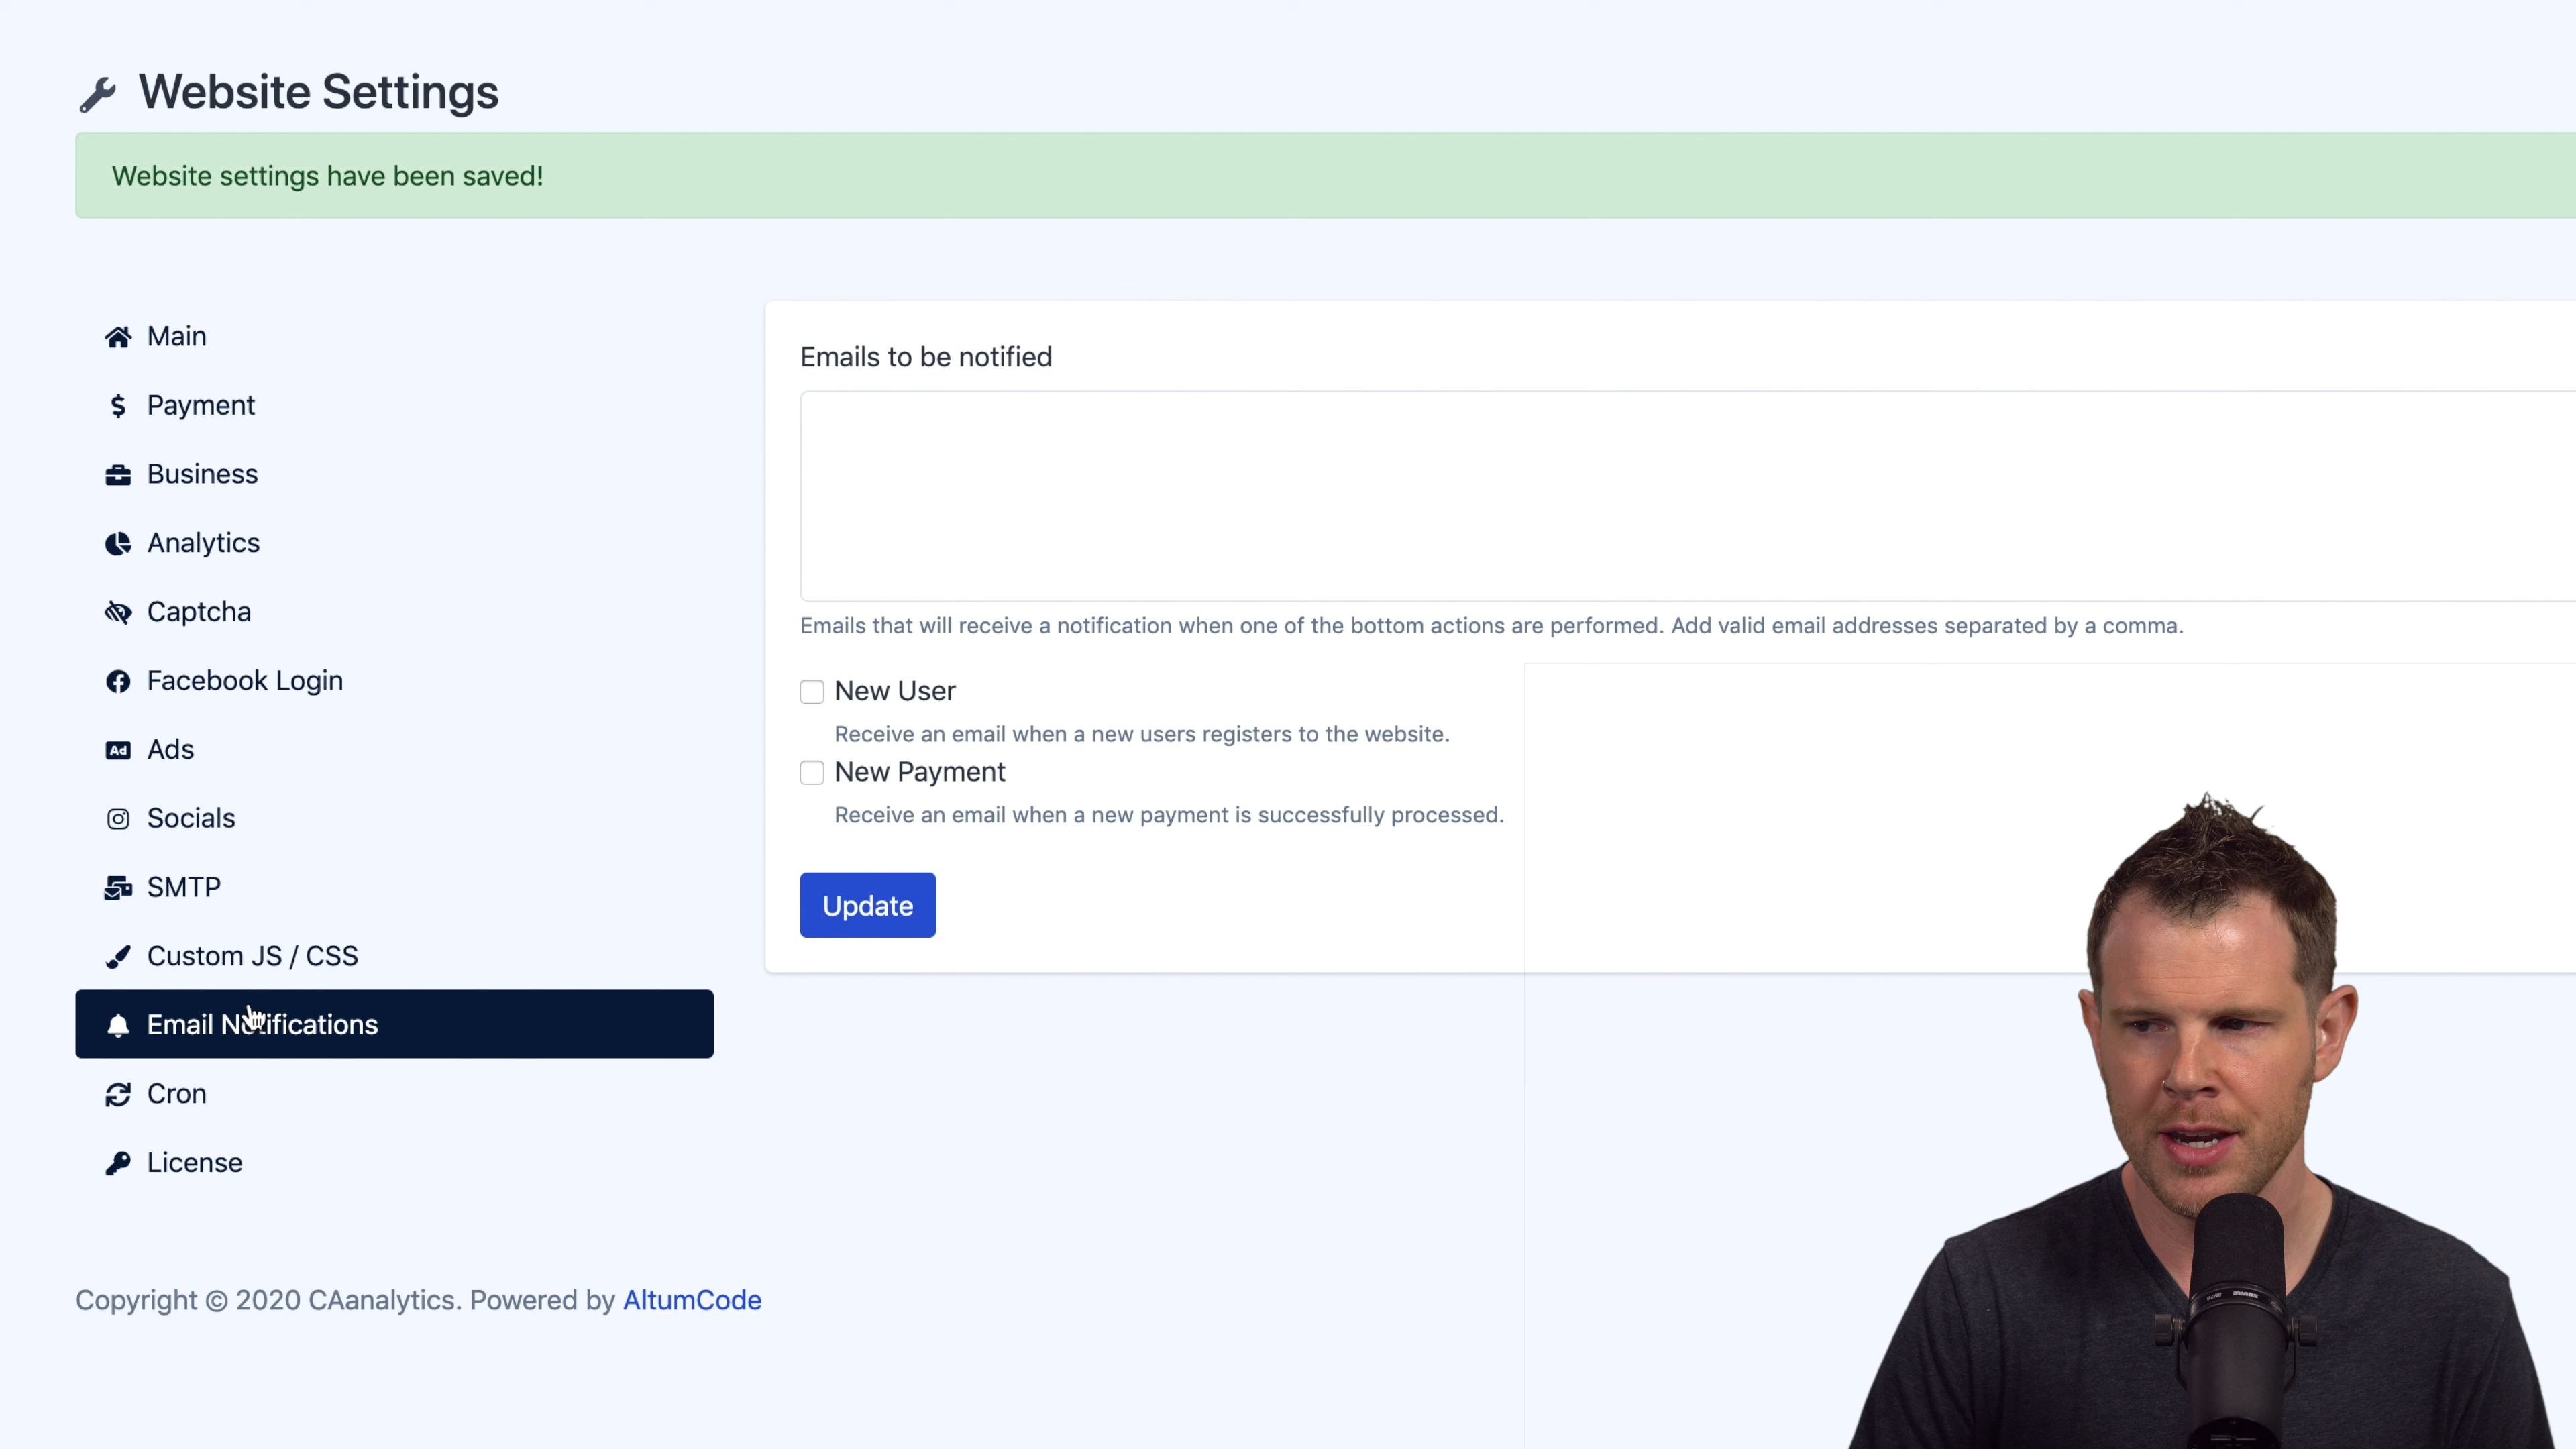 Website Settings
Website settings have been saved!
Main
Payment
Business
Analytics
Captcha
Facebook Login
Ad Ads
Socials
SMTP
Custom JS / CSS
Email Notifications
Cron
License
Emails to be notified
Emails that will receive a notification when one of the bottom actions are performed. Add valid email addresses separated by a comma.
New User
Receive an email when a new users registers to the website.
New Payment
Receive an email when a new payment is successfully processed.
Update
Copyright © 2020 CAanalytics. Powered by AltumCode